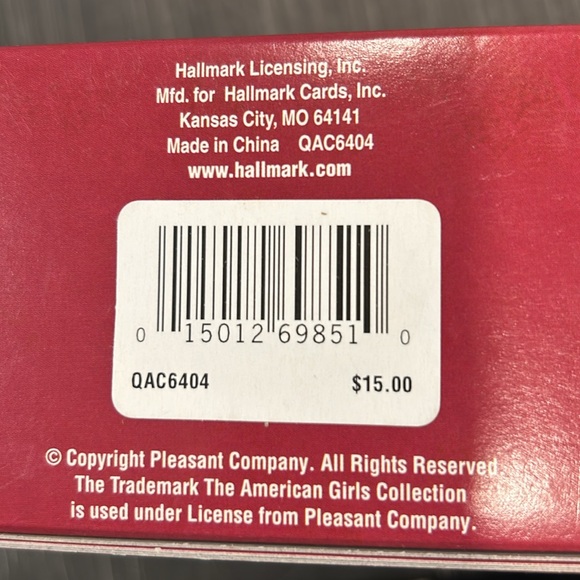 Hallmark Licensing, Inc.
Mfd. for Hallmark Cards, Inc.
Kansas City, MO 64141
Made in China QAC6404
www.hallmark.com
0 15012 69851 0
QAC6404 $15.00
© Copyright Pleasant Company. All Rights Reserved.
The Trademark The American Girls Collection
is used under License from Pleasant Company.